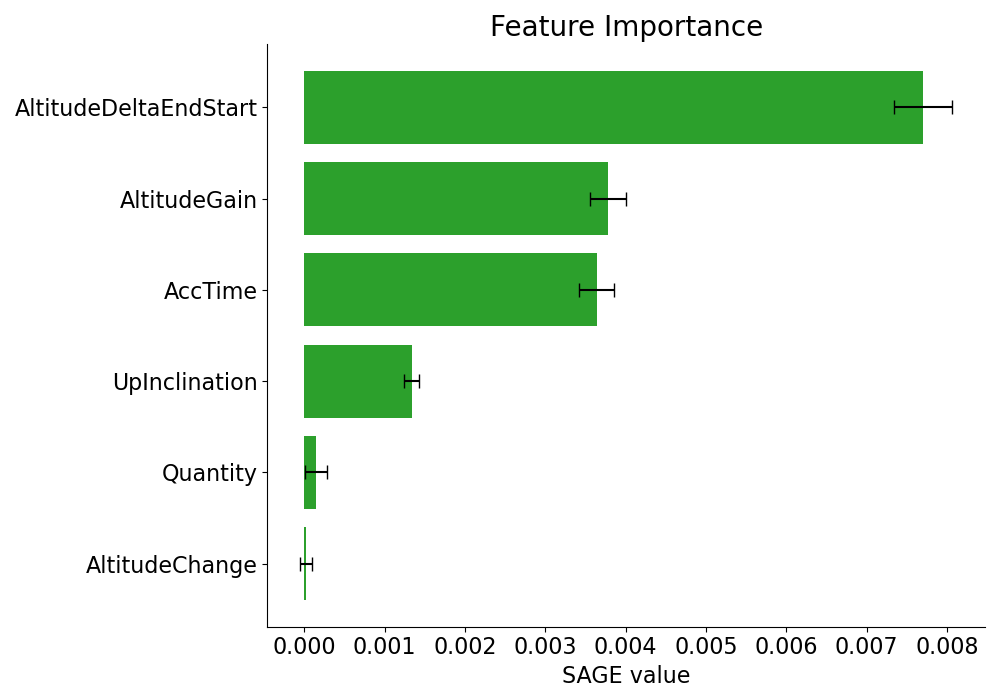 Feature Importance
AltitudeDeltaEndStart
AltitudeGain
AccTime
UpInclination
Quantity
AltitudeChange
0.000 0.001 0.002 0.003 0.004 0.005 0.006 0.007 0.008
SAGE value